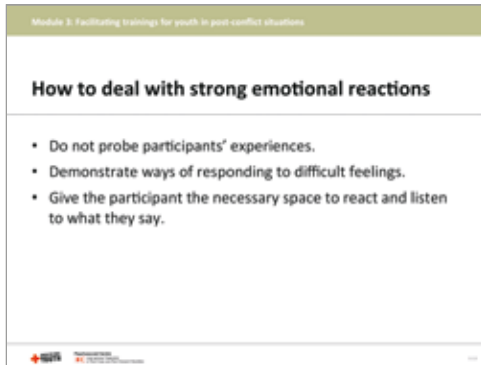 Module 3: Facilitating trainings for youth in post-conflict situations
How to deal with strong emotional reactions
• Do not probe participants' experiences.
• Demonstrate ways of responding to difficult feelings.
• Give the participant the necessary space to react and listen
to what they say.